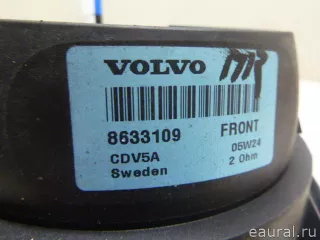 VOLVO
8633109 FRONT
CDV5A 05W24
Sweden 2 Ohm
eaural.ru